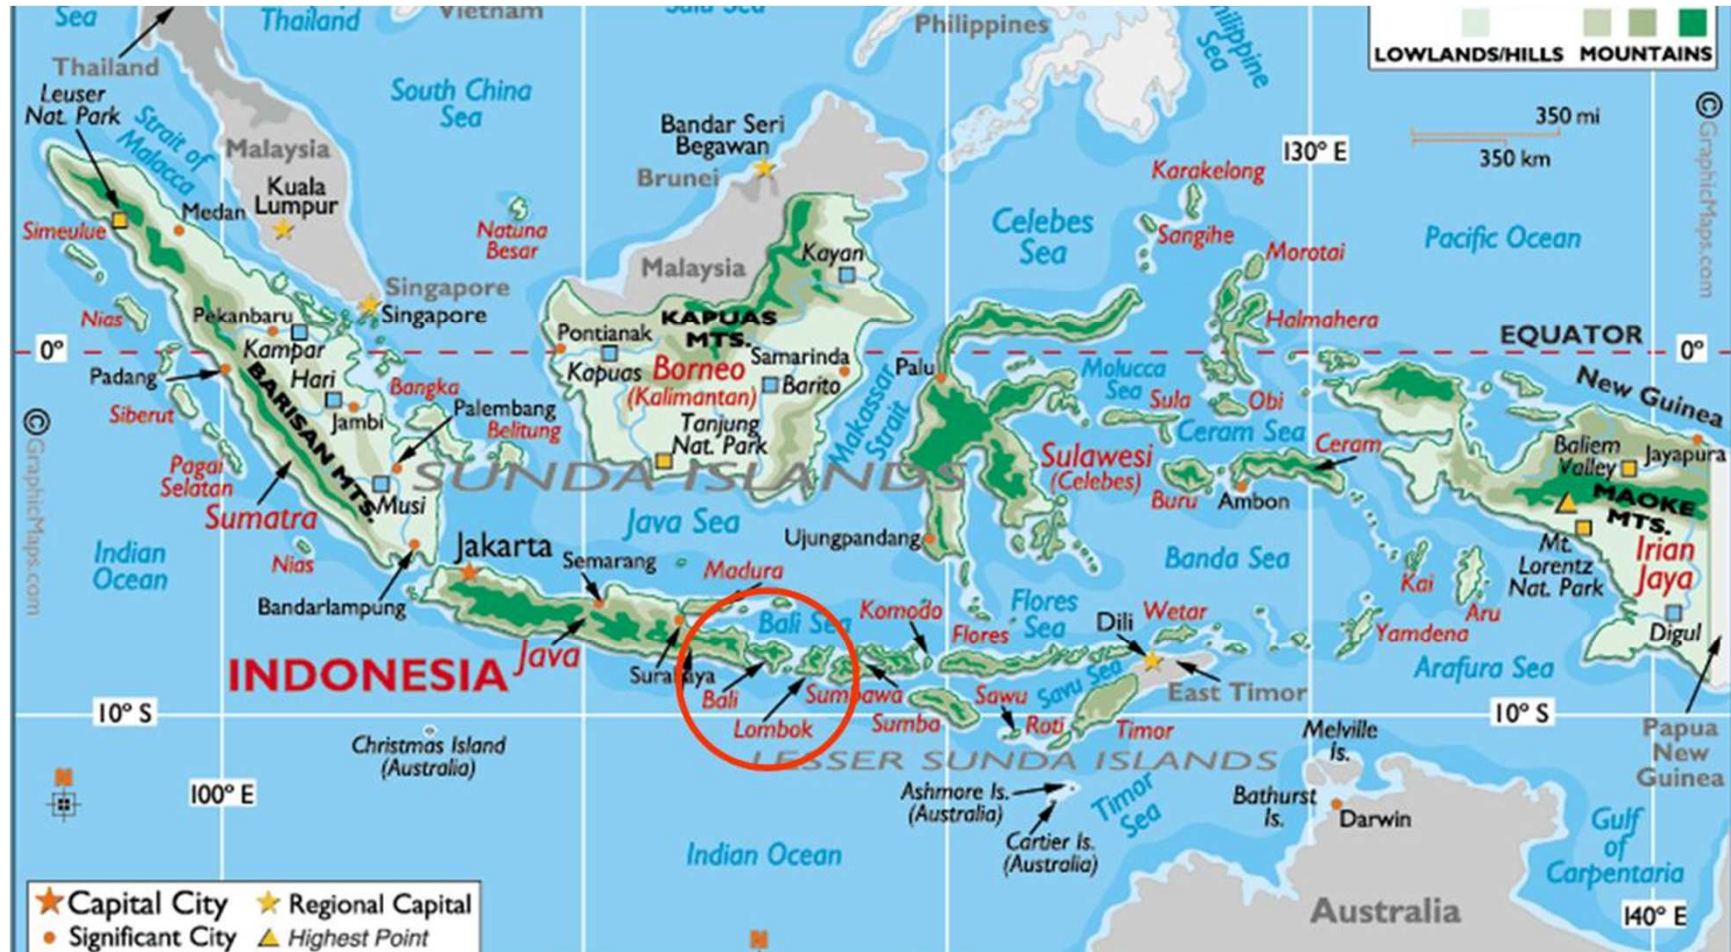 Sea
Thailand
Vietnam
Sulu Sea
Philippines
Philippine
Sea
LOWLANDS/HILLS MOUNTAINS
Thailand
Leuser
Nat. Park
Strait of
Malacca
Malaysia
Kuala
Lumpur
South China
Sea
Bandar Seri
Begawan
Brunei
350 mi
350 km
130° E
© GraphicMaps.com
Karakelong
Celebes
Sea
Sangihe
Morotai
Pacific Ocean
Medan
Simeulue
Natuna
Besar
Malaysia
Kayan
Singapore
Singapore
Nias
Pekanbaru
Kampar
Pontianak
Kapuas
KAPUAS
MTS.
Borneo
(Kalimantan)
Samarinda
Barito
Halmahera
EQUATOR
0°
0°
Padang
Hari
Jambi
Bangka
Palembang
Belitung
Siberut
BARISAN MTS.
Tanjung
Nat. Park
Makassar
Strait
Palu
Molucca
Sea
Sula
Obi
Ceram Sea
Ceram
New Guinea
Baliem
Valley
Jayapura
© GraphicMaps.com
Pagai
Selatan
Sumatra
Musi
SUNDA ISLANDS
Sulawesi
(Celebes)
Buru
Ambon
MAOKE
MTS.
Java Sea
Ujungpandang
Banda Sea
Mt.
Lorentz
Nat. Park
Irian
Jaya
Indian
Ocean
Nias
Jakarta
Semarang
Madura
Bandarlampung
Kai
Aru
Bali Sea
Komodo
Flores
Flores
Sea
Dili
Wetar
Yamdena
Digul
INDONESIA
Java
Surabaya
Bali
Lombok
Sumbawa
Sumba
Sawu
Savu Sea
Roti
East Timor
Timor
Arafura Sea
10° S
10° S
Christmas Island
(Australia)
LESSER SUNDA ISLANDS
Melville
Is.
Papua
New
Guinea
N
100° E
Ashmore Is.
(Australia)
Cartier Is.
(Australia)
Timor
Sea
Bathurst
Is.
Darwin
Gulf
of
Carpentaria
Indian Ocean
Australia
140° E
Capital City
Regional Capital
Significant City
Highest Point
N